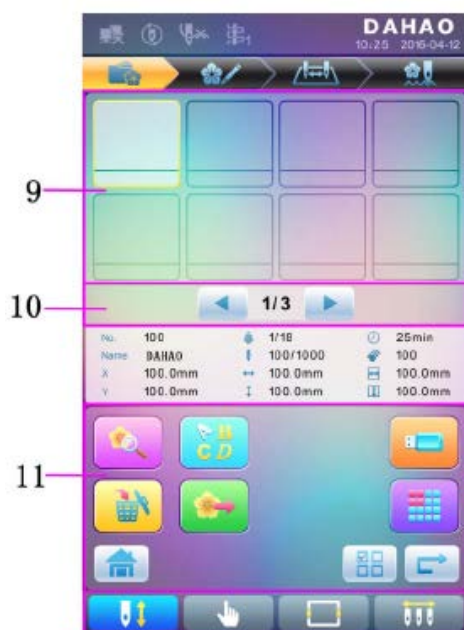 DAHAO
10:25 2016-04-12
9
10
1/3
No. 100 1/18 25min
Name DAHAO 100/1000 100
X 100.0mm 100.0mm 100.0mm
Y 100.0mm 100.0mm 100.0mm
B
C D
11